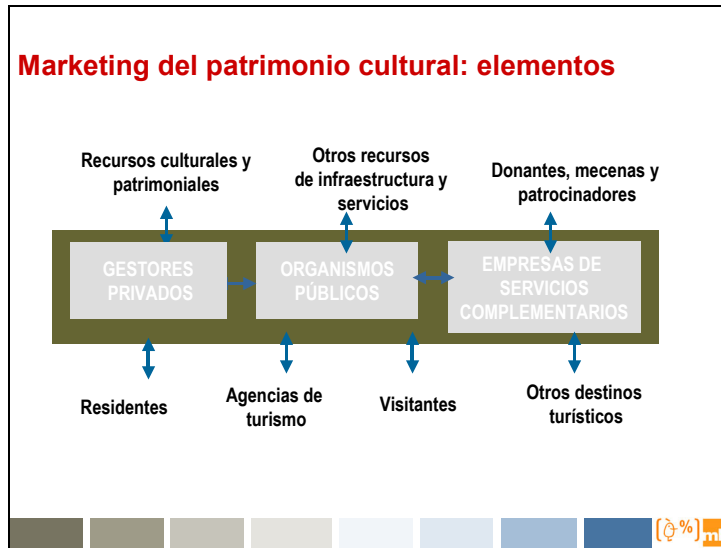 Marketing del patrimonio cultural: elementos
Recursos culturales y
patrimoniales
Otros recursos
de infraestructura y
servicios
Donantes, mecenas y
patrocinadores
GESTORES
PRIVADOS
ORGANISMOS
PÚBLICOS
EMPRESAS DE
SERVICIOS
COMPLEMENTARIOS
Residentes
Agencias de
turismo
Visitantes
Otros destinos
turísticos